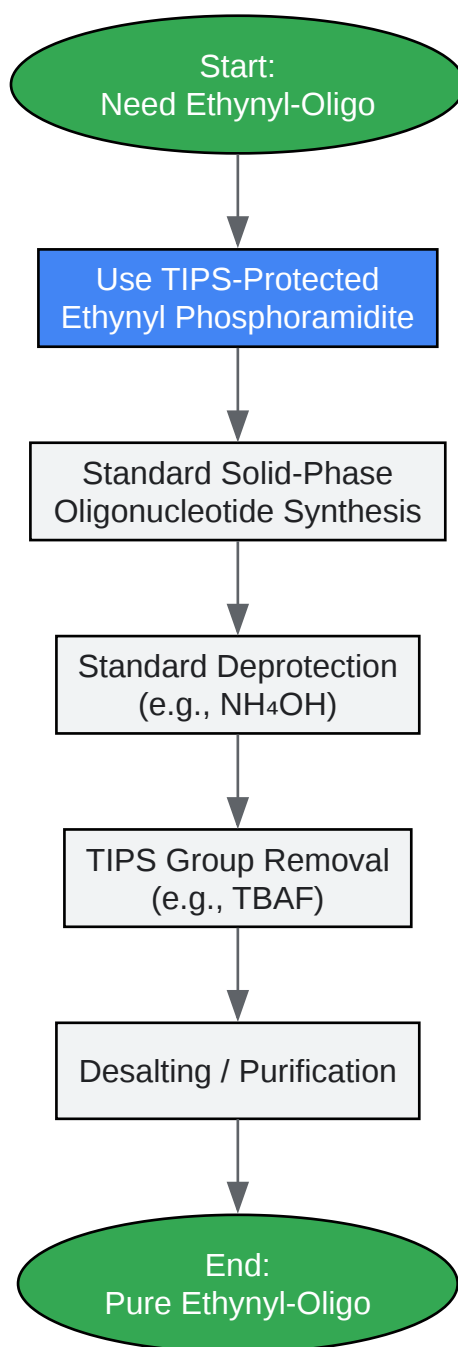 Start:
Need Ethynyl-Oligo
Use TIPS-Protected
Ethynyl Phosphoramidite
Standard Solid-Phase
Oligonucleotide Synthesis
Standard Deprotection
(e.g., NH₄OH)
TIPS Group Removal
(e.g., TBAF)
Desalting / Purification
End:
Pure Ethynyl-Oligo